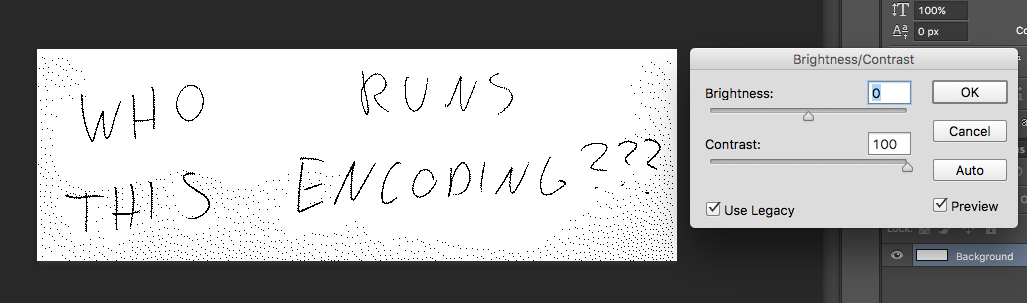 100%
0 px
Co
WHO RUNS
THIS ENCODING???
Brightness/Contrast
Brightness: 0
Contrast: 100
Use Legacy
OK
Cancel
Auto
Preview
Lock:
Background